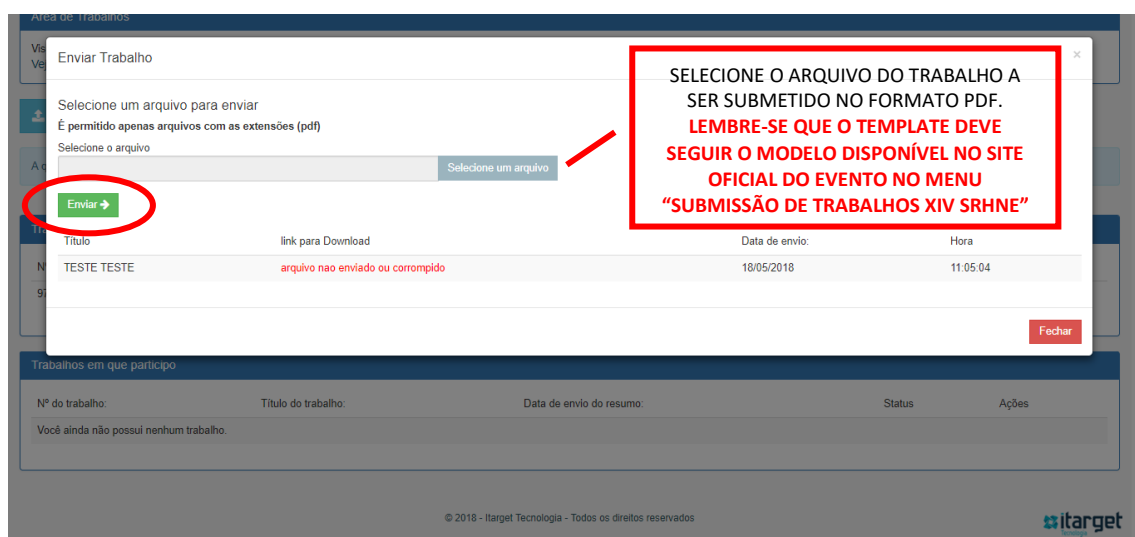 Área de Trabalhos
Vis
Vej
Enviar Trabalho
×
Selecione um arquivo para enviar
É permitido apenas arquivos com as extensões (pdf)
Selecione o arquivo
A q
Selecione um arquivo
Enviar
SELECIONE O ARQUIVO DO TRABALHO A
SER SUBMETIDO NO FORMATO PDF.
LEMBRE-SE QUE O TEMPLATE DEVE
SEGUIR O MODELO DISPONÍVEL NO SITE
OFICIAL DO EVENTO NO MENU
“SUBMISSÃO DE TRABALHOS XIV SRHNE”
Título link para Download Data de envio: Hora
TESTE TESTE arquivo nao enviado ou corrompido 18/05/2018 11:05:04
Fechar
Trabalhos em que participo
Nº do trabalho: Título do trabalho: Data de envio do resumo: Status Ações
Você ainda não possui nenhum trabalho.
© 2018 - Itarget Tecnologia - Todos os direitos reservados
itarget
Tecnologia